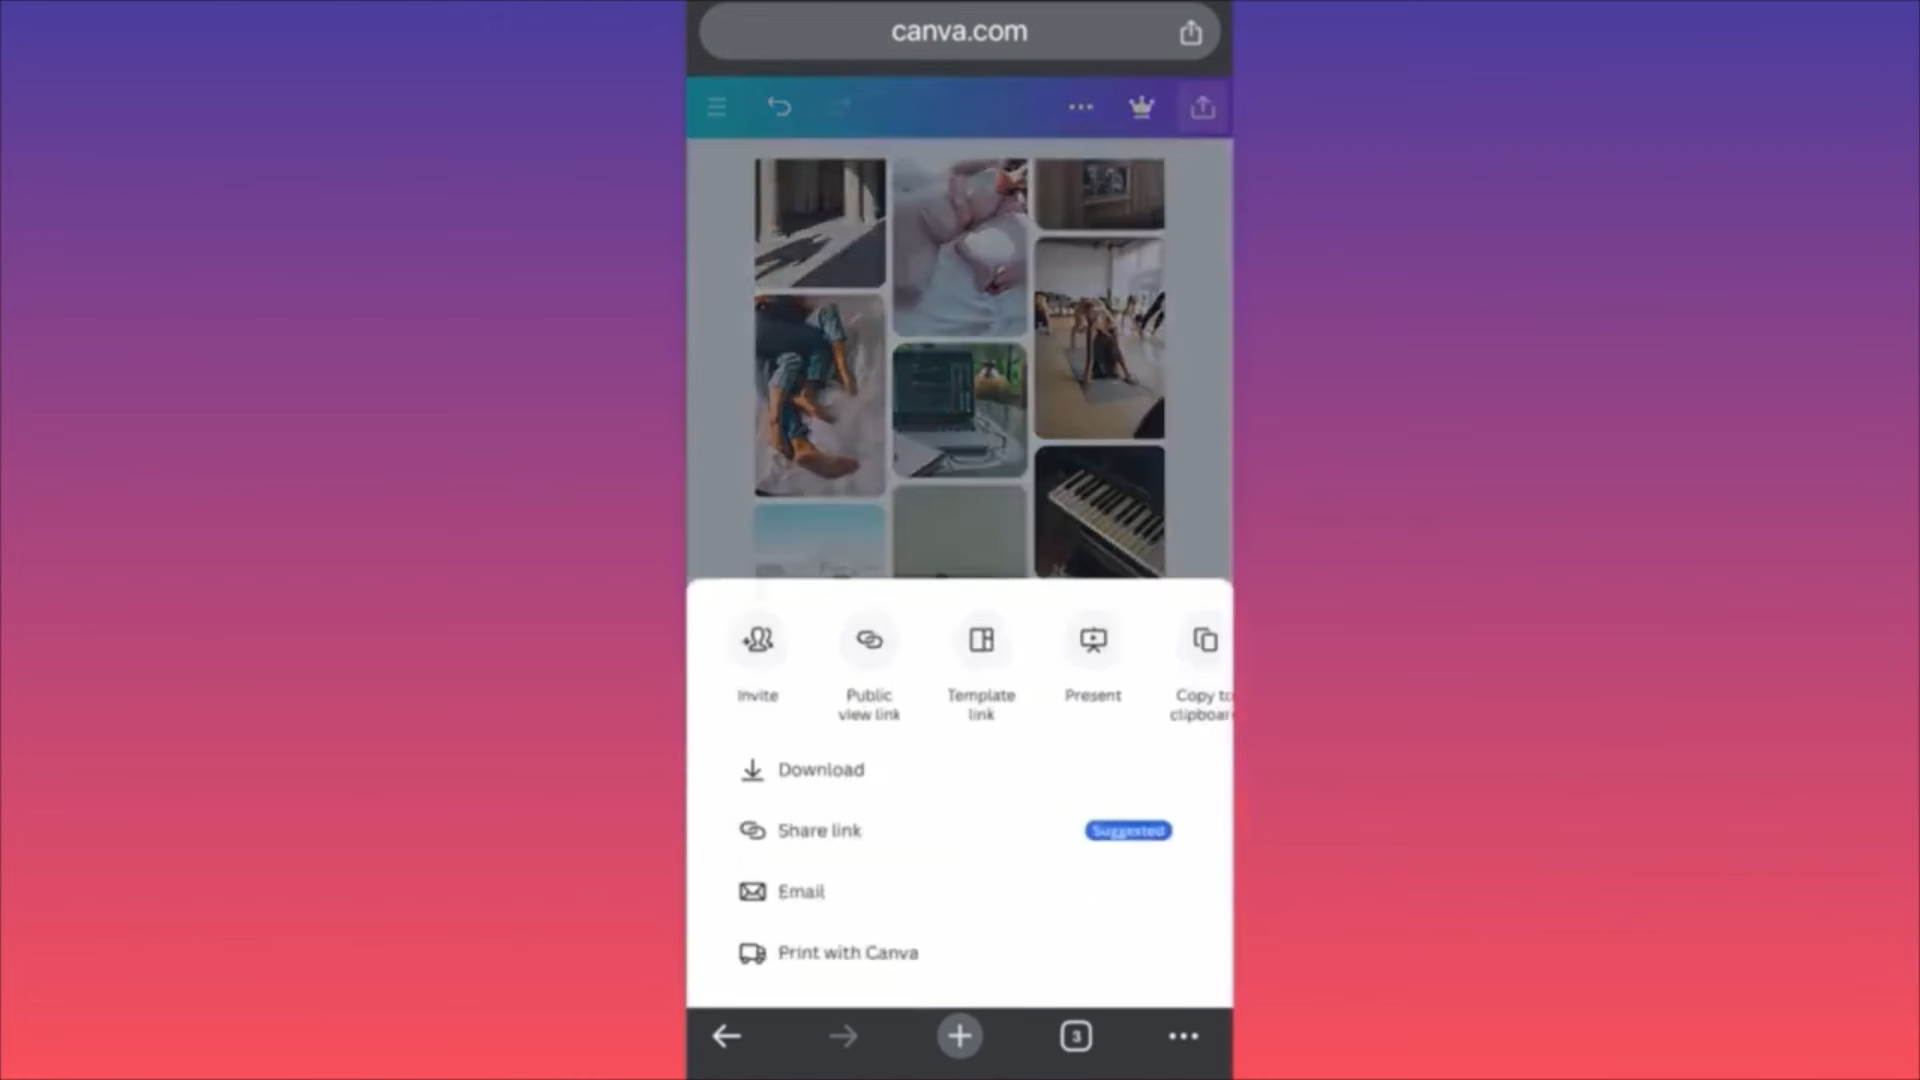 canva.com
Invite
Public
view link
Template
link
Present
Copy to
clipboar
Download
Share link
Suggested
Email
Print with Canva
3